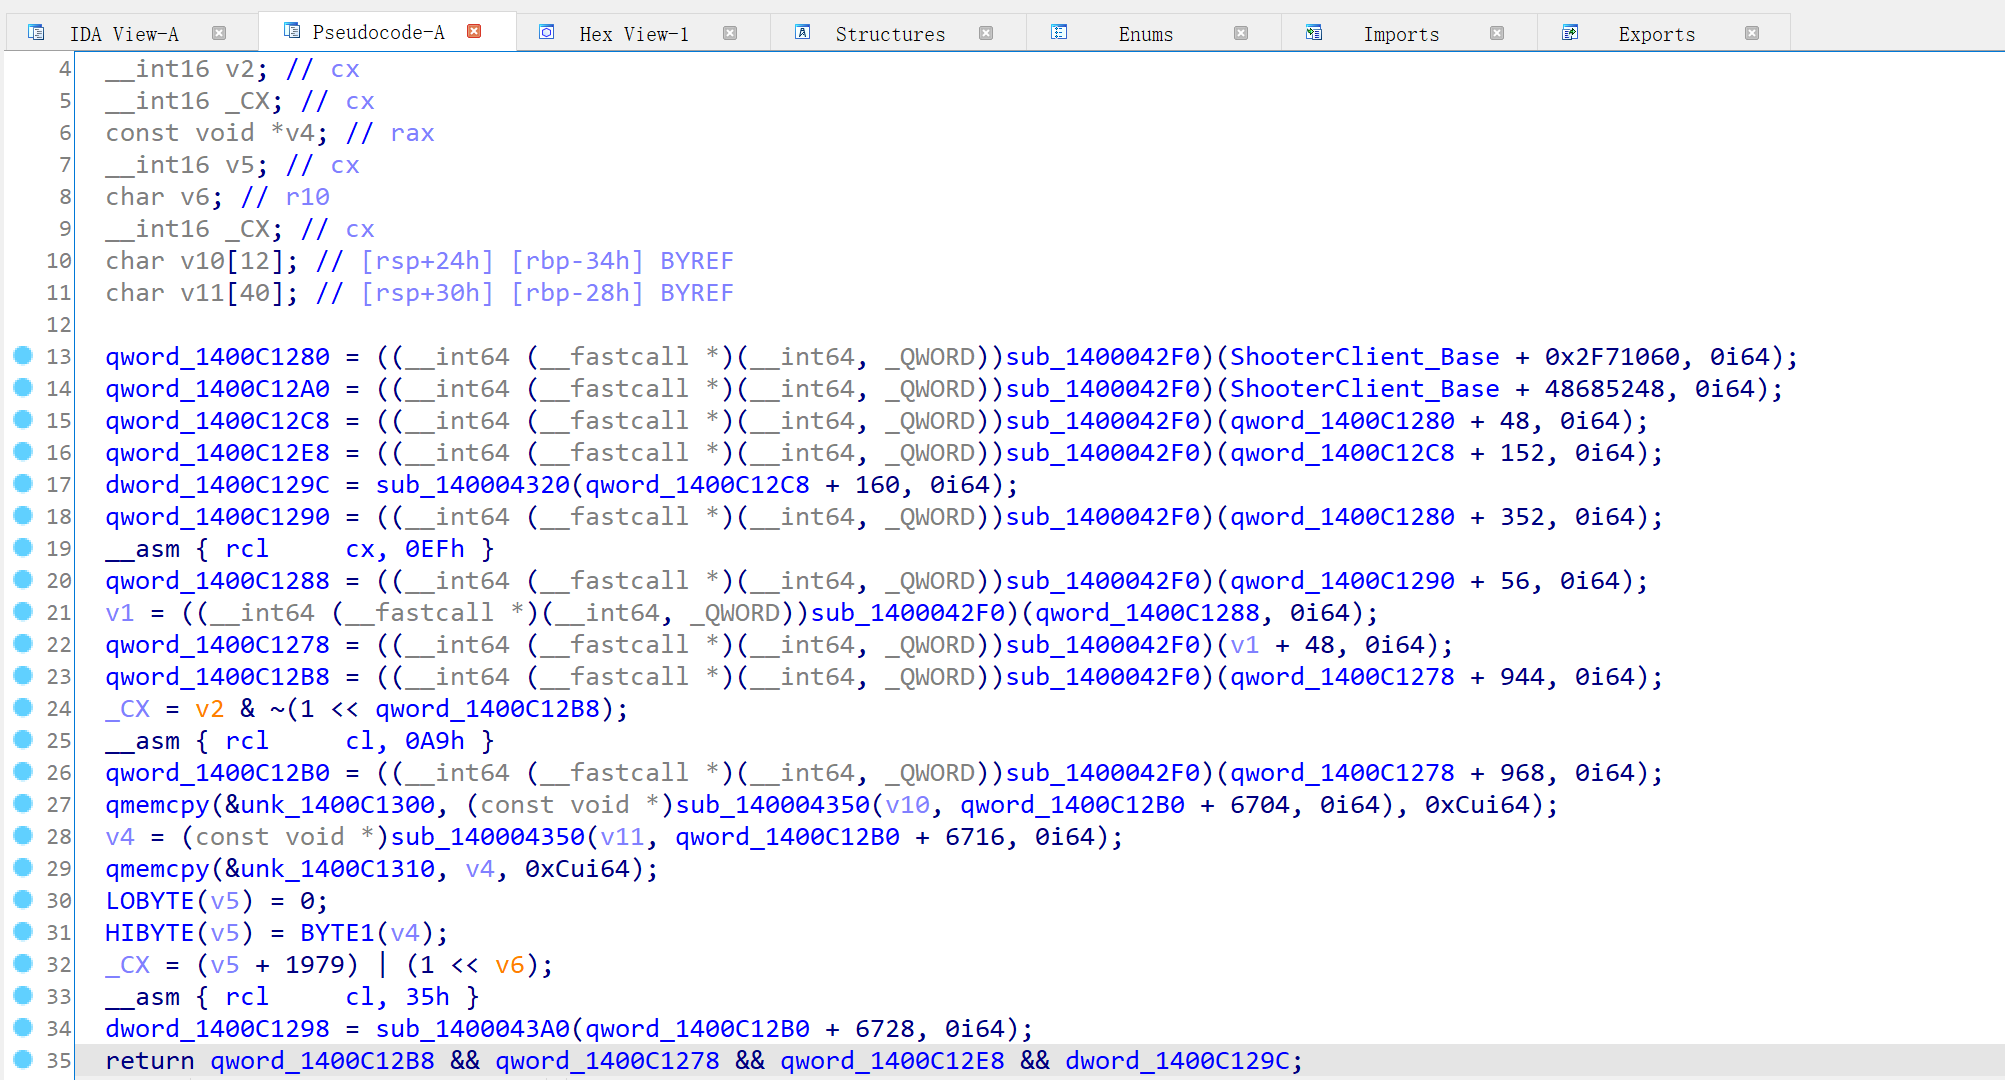 IDA View-A Pseudocode-A Hex View-1 Structures Enums Imports Exports
4 __int16 v2; // cx
5 __int16 _CX; // cx
6 const void *v4; // rax
7 __int16 v5; // cx
8 char v6; // r10
9 __int16 _CX; // cx
10 char v10[12]; // [rsp+24h] [rbp-34h] BYREF
11 char v11[40]; // [rsp+30h] [rbp-28h] BYREF
12
13 qword_1400C1280 = ((__int64 (__fastcall *)(__int64, _QWORD))sub_1400042F0)(ShooterClient_Base + 0x2F71060, 0i64);
14 qword_1400C12A0 = ((__int64 (__fastcall *)(__int64, _QWORD))sub_1400042F0)(ShooterClient_Base + 48685248, 0i64);
15 qword_1400C12C8 = ((__int64 (__fastcall *)(__int64, _QWORD))sub_1400042F0)(qword_1400C1280 + 48, 0i64);
16 qword_1400C12E8 = ((__int64 (__fastcall *)(__int64, _QWORD))sub_1400042F0)(qword_1400C12C8 + 152, 0i64);
17 dword_1400C129C = sub_140004320(qword_1400C12C8 + 160, 0i64);
18 qword_1400C1290 = ((__int64 (__fastcall *)(__int64, _QWORD))sub_1400042F0)(qword_1400C1280 + 352, 0i64);
19 __asm { rcl     cx, 0EFh }
20 qword_1400C1288 = ((__int64 (__fastcall *)(__int64, _QWORD))sub_1400042F0)(qword_1400C1290 + 56, 0i64);
21 v1 = ((__int64 (__fastcall *)(__int64, _QWORD))sub_1400042F0)(qword_1400C1288, 0i64);
22 qword_1400C1278 = ((__int64 (__fastcall *)(__int64, _QWORD))sub_1400042F0)(v1 + 48, 0i64);
23 qword_1400C12B8 = ((__int64 (__fastcall *)(__int64, _QWORD))sub_1400042F0)(qword_1400C1278 + 944, 0i64);
24 _CX = v2 & ~(1 << qword_1400C12B8);
25 __asm { rcl     cl, 0A9h }
26 qword_1400C12B0 = ((__int64 (__fastcall *)(__int64, _QWORD))sub_1400042F0)(qword_1400C1278 + 968, 0i64);
27 qmemcpy(&unk_1400C1300, (const void *)sub_140004350(v10, qword_1400C12B0 + 6704, 0i64), 0xCui64);
28 v4 = (const void *)sub_140004350(v11, qword_1400C12B0 + 6716, 0i64);
29 qmemcpy(&unk_1400C1310, v4, 0xCui64);
30 LOBYTE(v5) = 0;
31 HIBYTE(v5) = BYTE1(v4);
32 _CX = (v5 + 1979) | (1 << v6);
33 __asm { rcl     cl, 35h }
34 dword_1400C1298 = sub_1400043A0(qword_1400C12B0 + 6728, 0i64);
35 return qword_1400C12B8 && qword_1400C1278 && qword_1400C12E8 && dword_1400C129C;